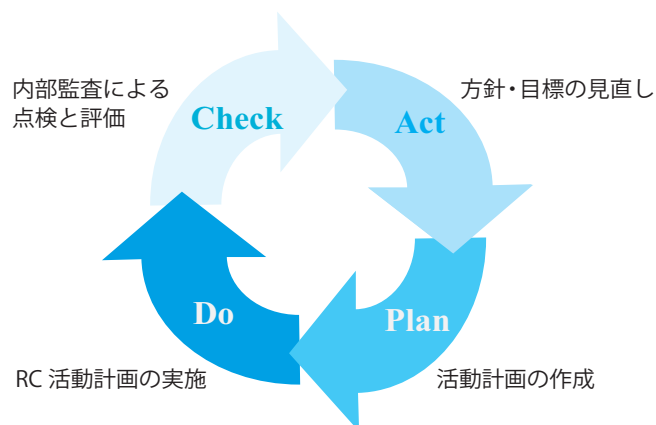 内部監査による
点検と評価
Check
Act
方針・目標の見直し
Do
Plan
RC 活動計画の実施
活動計画の作成